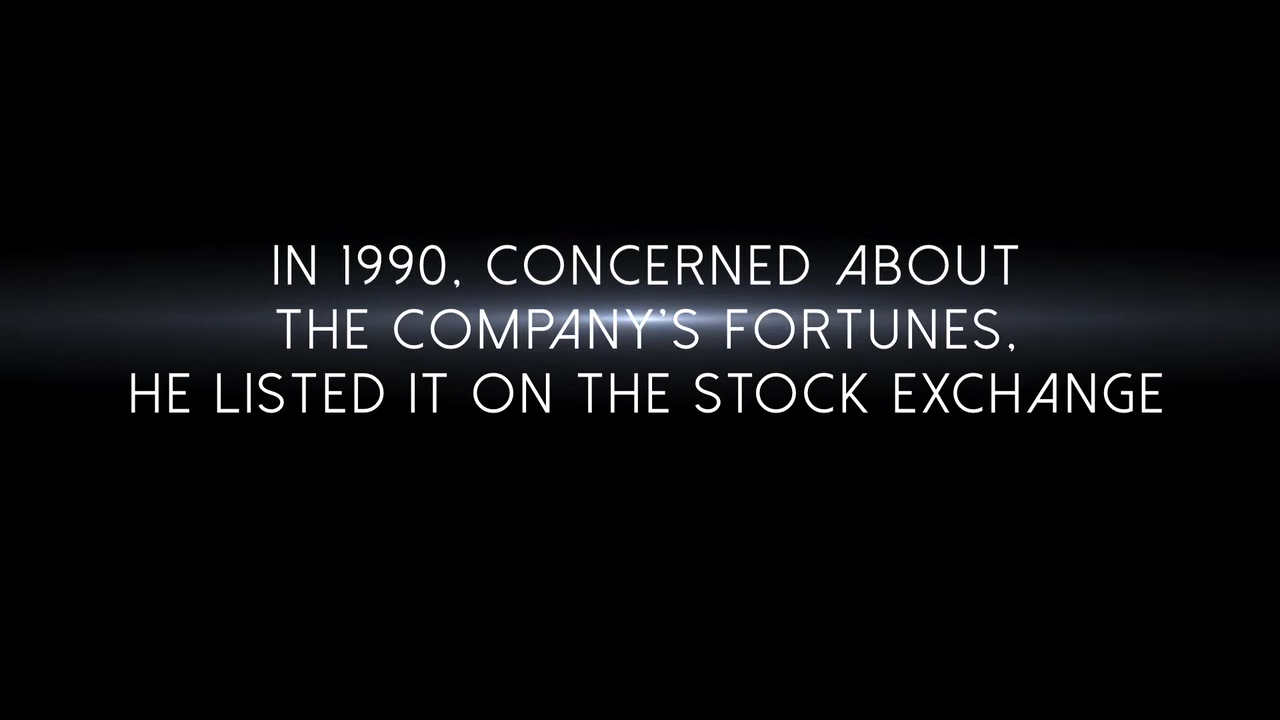 IN 1990, CONCERNED ABOUT
THE COMPANY'S FORTUNES,
HE LISTED IT ON THE STOCK EXCHANGE